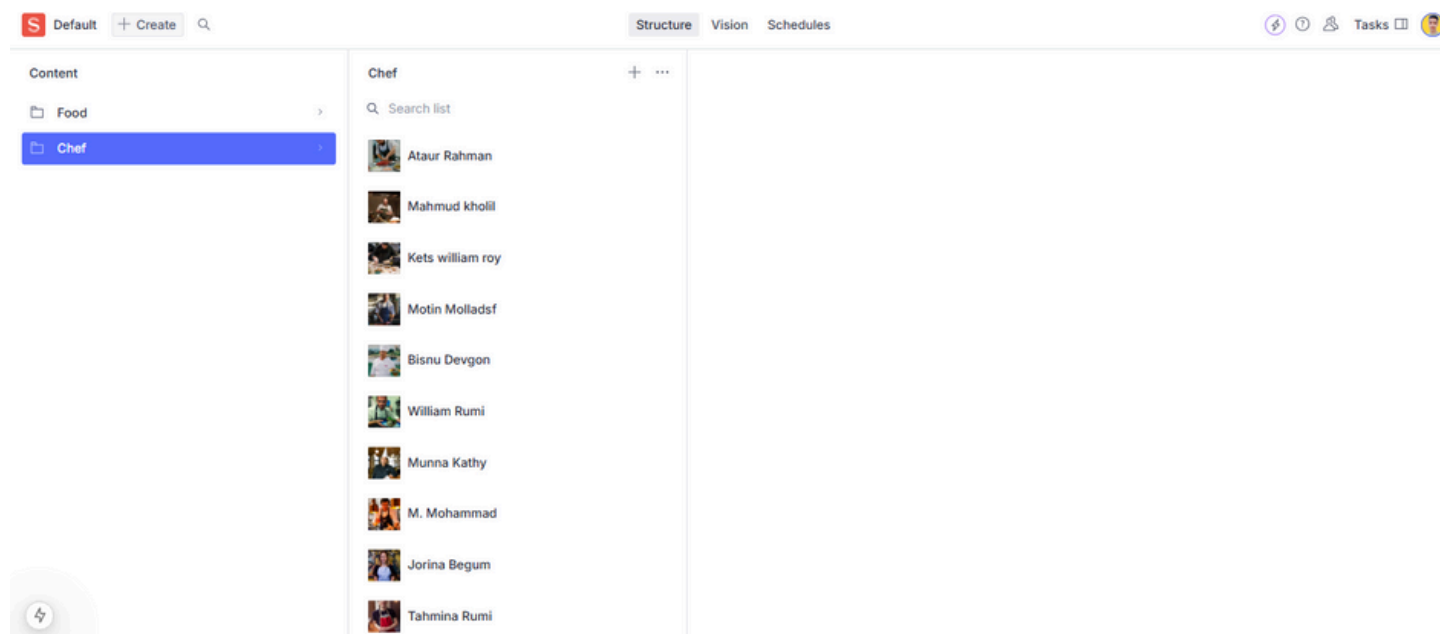 S Default + Create
Structure Vision Schedules
Tasks
Content
Food
Chef
Chef
Search list
Ataur Rahman
Mahmud kholil
Kets william roy
Motin Molladsf
Bisnu Devgon
William Rumi
Munna Kathy
M. Mohammad
Jorina Begum
Tahmina Rumi